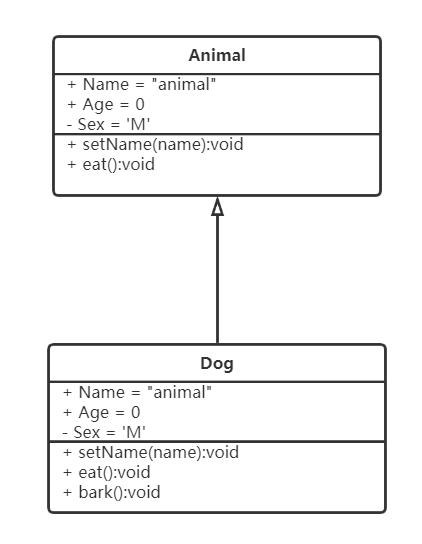 Animal
+ Name = "animal"
+ Age = 0
- Sex = 'M'
+ setName(name):void
+ eat():void
Dog
+ Name = "animal"
+ Age = 0
- Sex = 'M'
+ setName(name):void
+ eat():void
+ bark():void